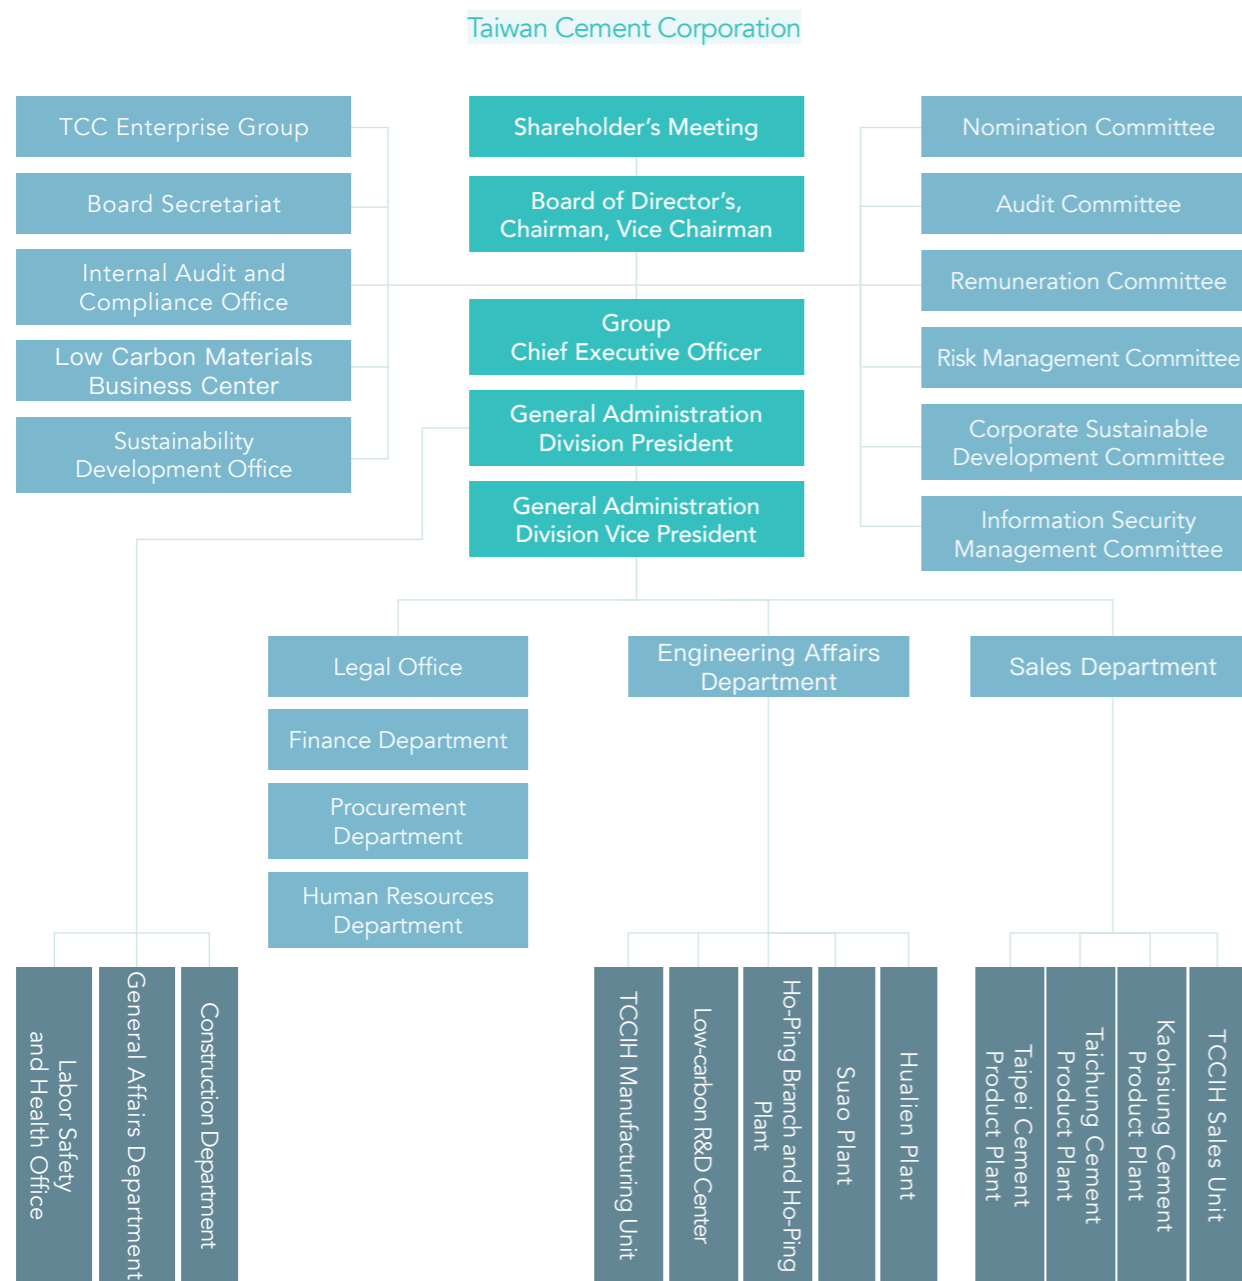 Taiwan Cement Corporation
TCC Enterprise Group
Board Secretariat
Internal Audit and
Compliance Office
Low Carbon Materials
Business Center
Sustainability
Development Office
Shareholder's Meeting
Board of Director's,
Chairman, Vice Chairman
Group
Chief Executive Officer
General Administration
Division President
General Administration
Division Vice President
Nomination Committee
Audit Committee
Remuneration Committee
Risk Management Committee
Corporate Sustainable
Development Committee
Information Security
Management Committee
Legal Office
Finance Department
Procurement
Department
Human Resources
Department
Engineering Affairs
Department
Sales Department
Labor Safety
and Health Office
General Affairs Department
Construction Department
TCCIH Manufacturing Unit
Low-carbon R&D Center
Ho-Ping Branch and Ho-Ping
Plant
Suao Plant
Hualien Plant
Taipei Cement
Product Plant
Taichung Cement
Product Plant
Kaohsiung Cement
Product Plant
TCCIH Sales Unit